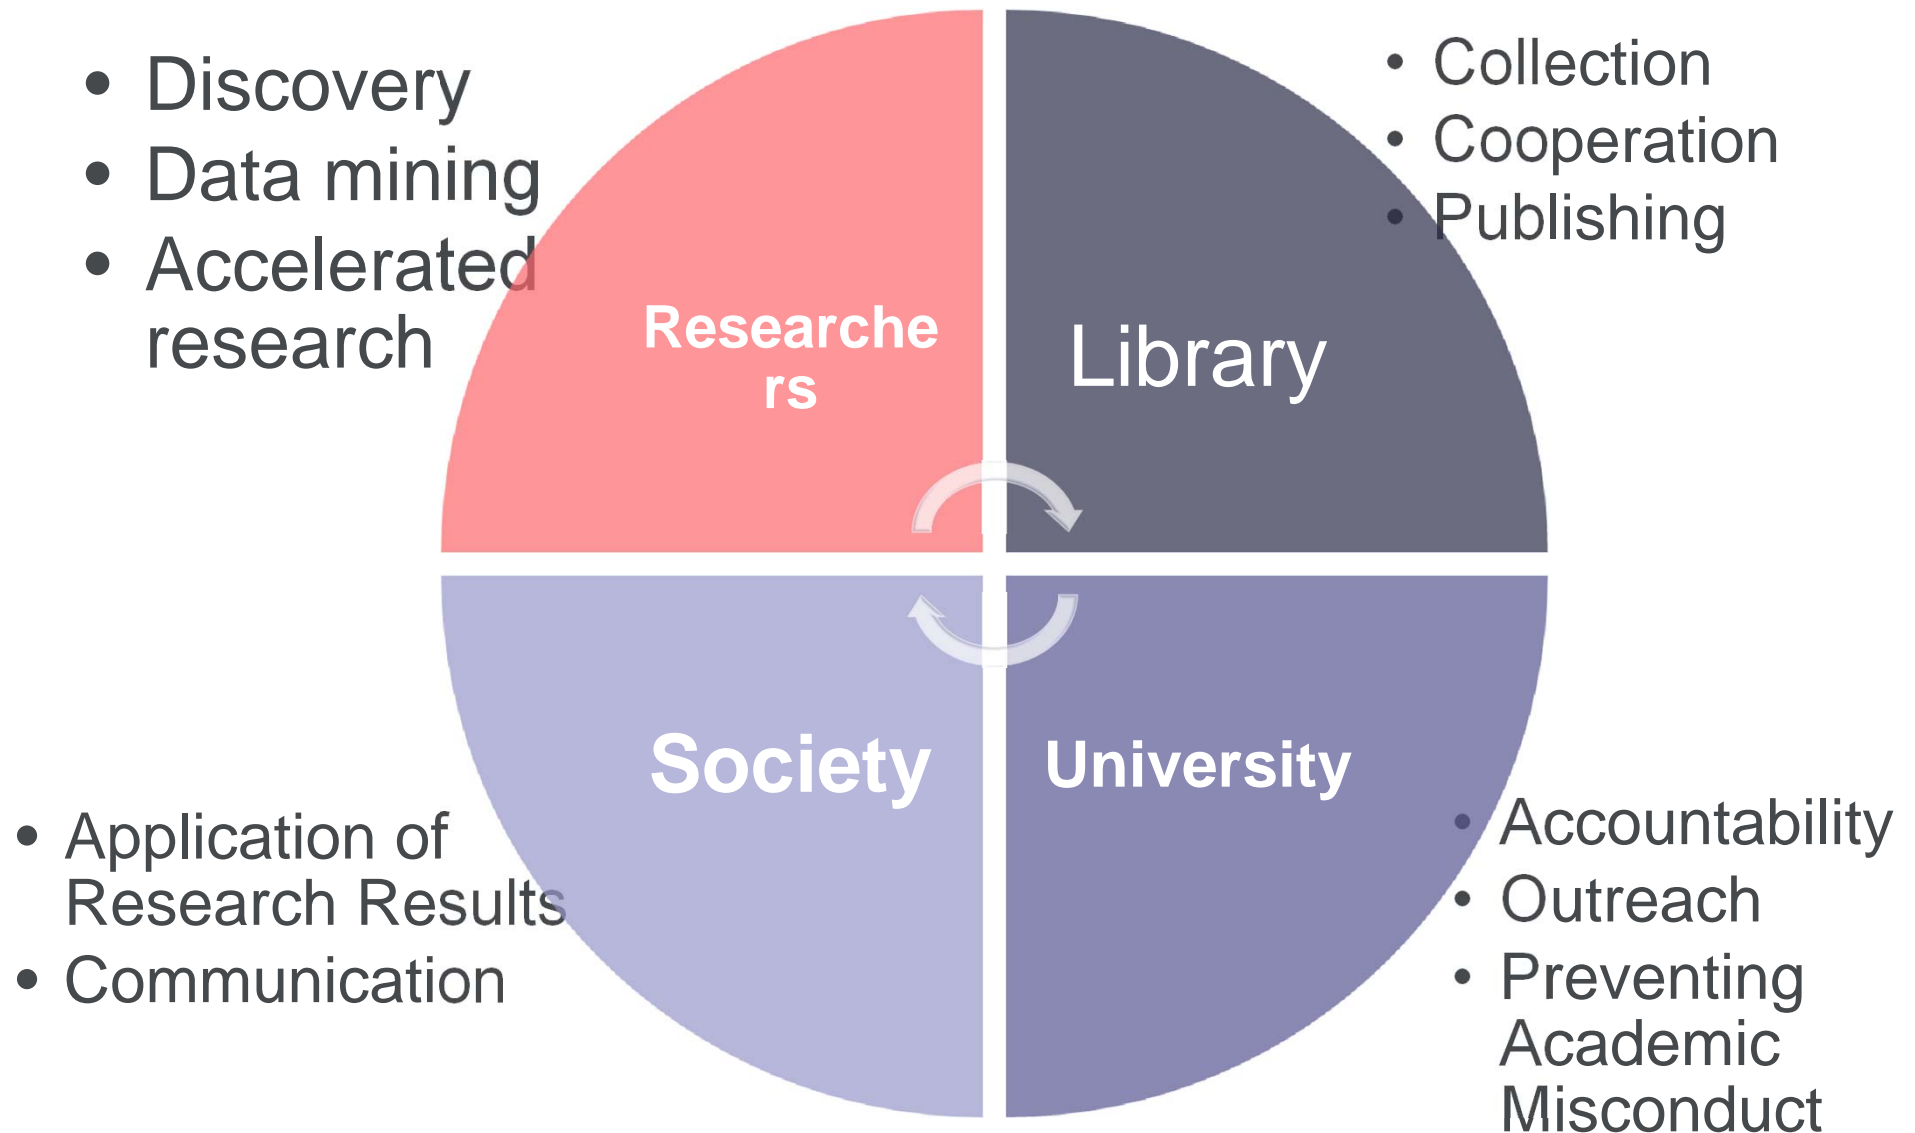 • Discovery
• Data mining
• Accelerated
research
Researche
rs
• Collection
• Cooperation
• Publishing
Library
Society
• Application of
Research Results
• Communication
University
• Accountability
• Outreach
• Preventing
Academic
Misconduct